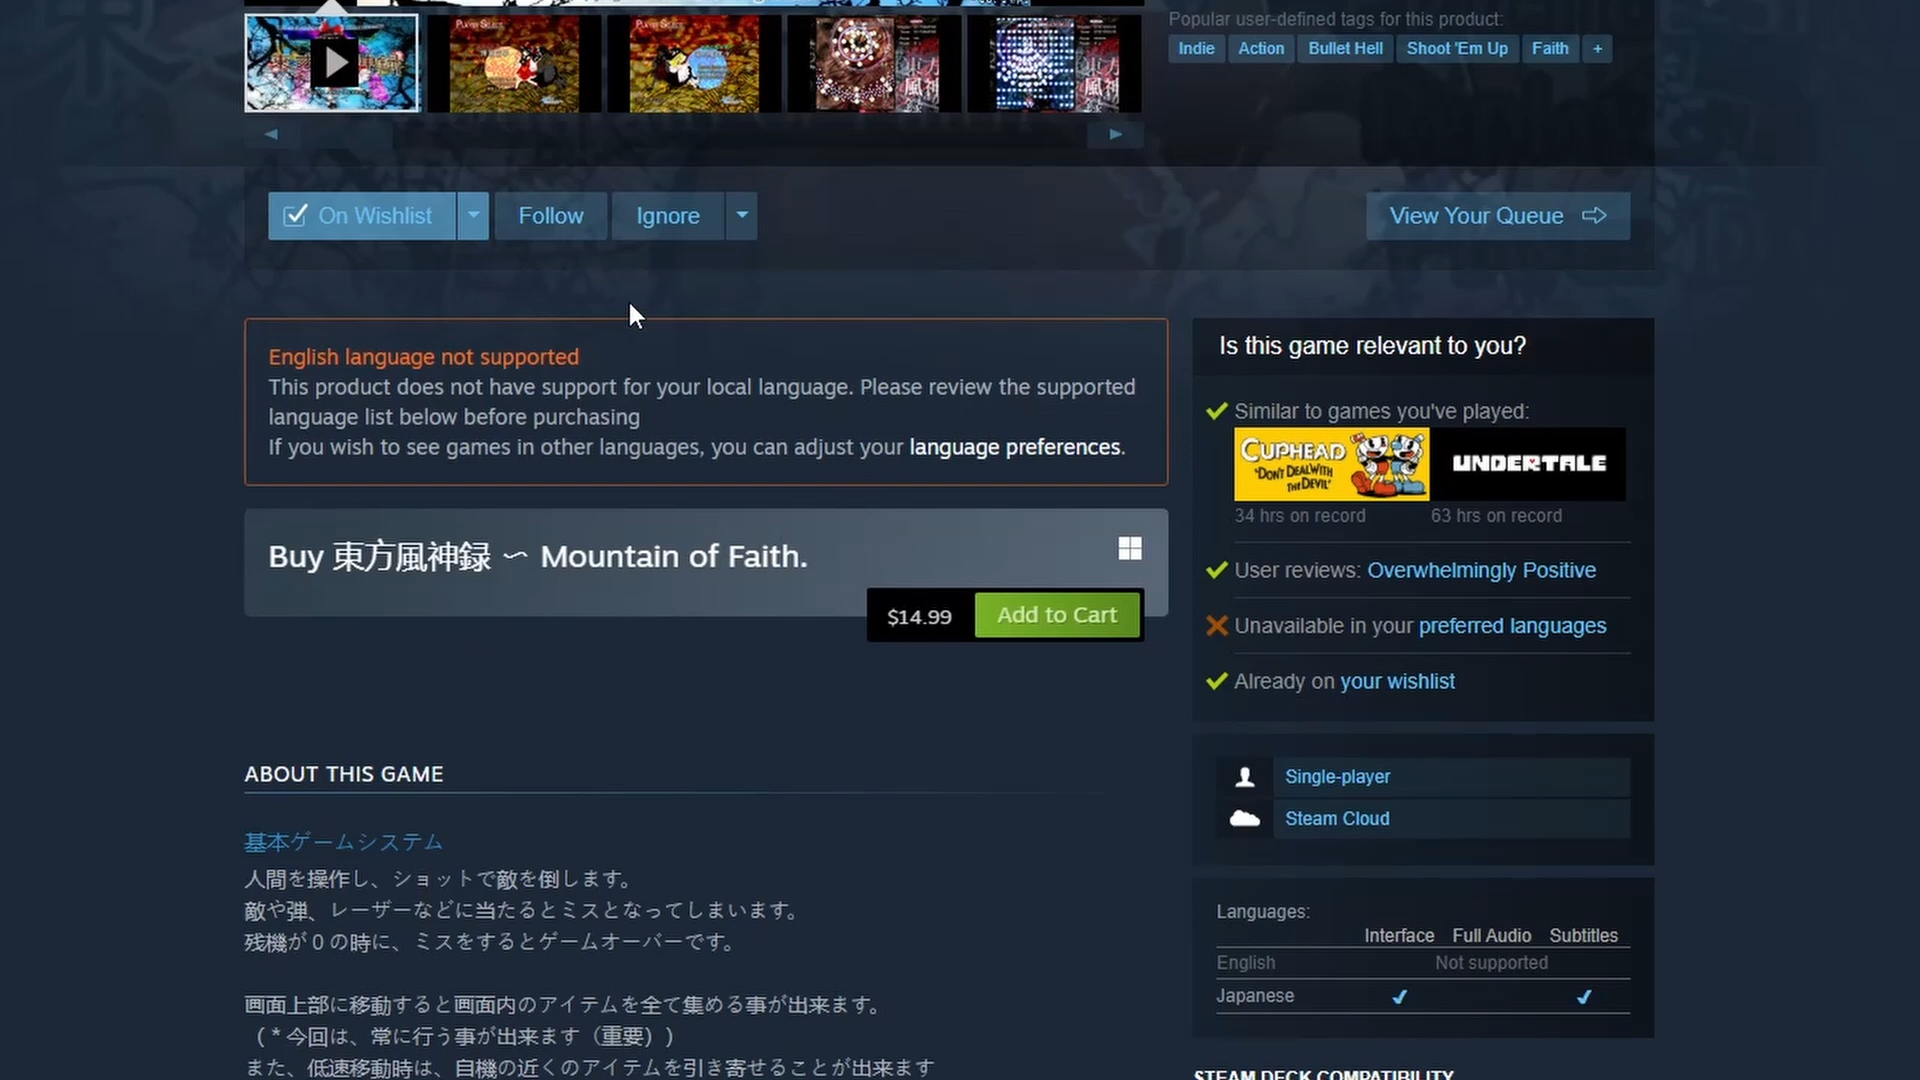 Popular user-defined tags for this product:
Indie
Action
Bullet Hell
Shoot 'Em Up
Faith
+
On Wishlist
Follow
Ignore
View Your Queue
English language not supported
This product does not have support for your local language. Please review the supported
language list below before purchasing
If you wish to see games in other languages, you can adjust your language preferences.
Buy 東方風神録 ～ Mountain of Faith.
$14.99
Add to Cart
ABOUT THIS GAME
基本ゲームシステム
人間を操作し、ショットで敵を倒します。
敵や弾、レーザーなどに当たるとミスとなってしまいます。
残機が０の時に、ミスをするとゲームオーバーです。
画面上部に移動すると画面内のアイテムを全て集める事が出来ます。
（*今回は、常に行う事が出来ます（重要））
また、低速移動時は、自機の近くのアイテムを引き寄せることが出来ます
Is this game relevant to you?
Similar to games you've played:
CUPHEAD
"DON'T DEAL WITH
THE DEVIL"
UNDERTALE
34 hrs on record
63 hrs on record
User reviews: Overwhelmingly Positive
Unavailable in your preferred languages
Already on your wishlist
Single-player
Steam Cloud
Languages:
Interface Full Audio Subtitles
English Not supported
Japanese ✔ ✔
STEAM DECK COMPATIBILITY